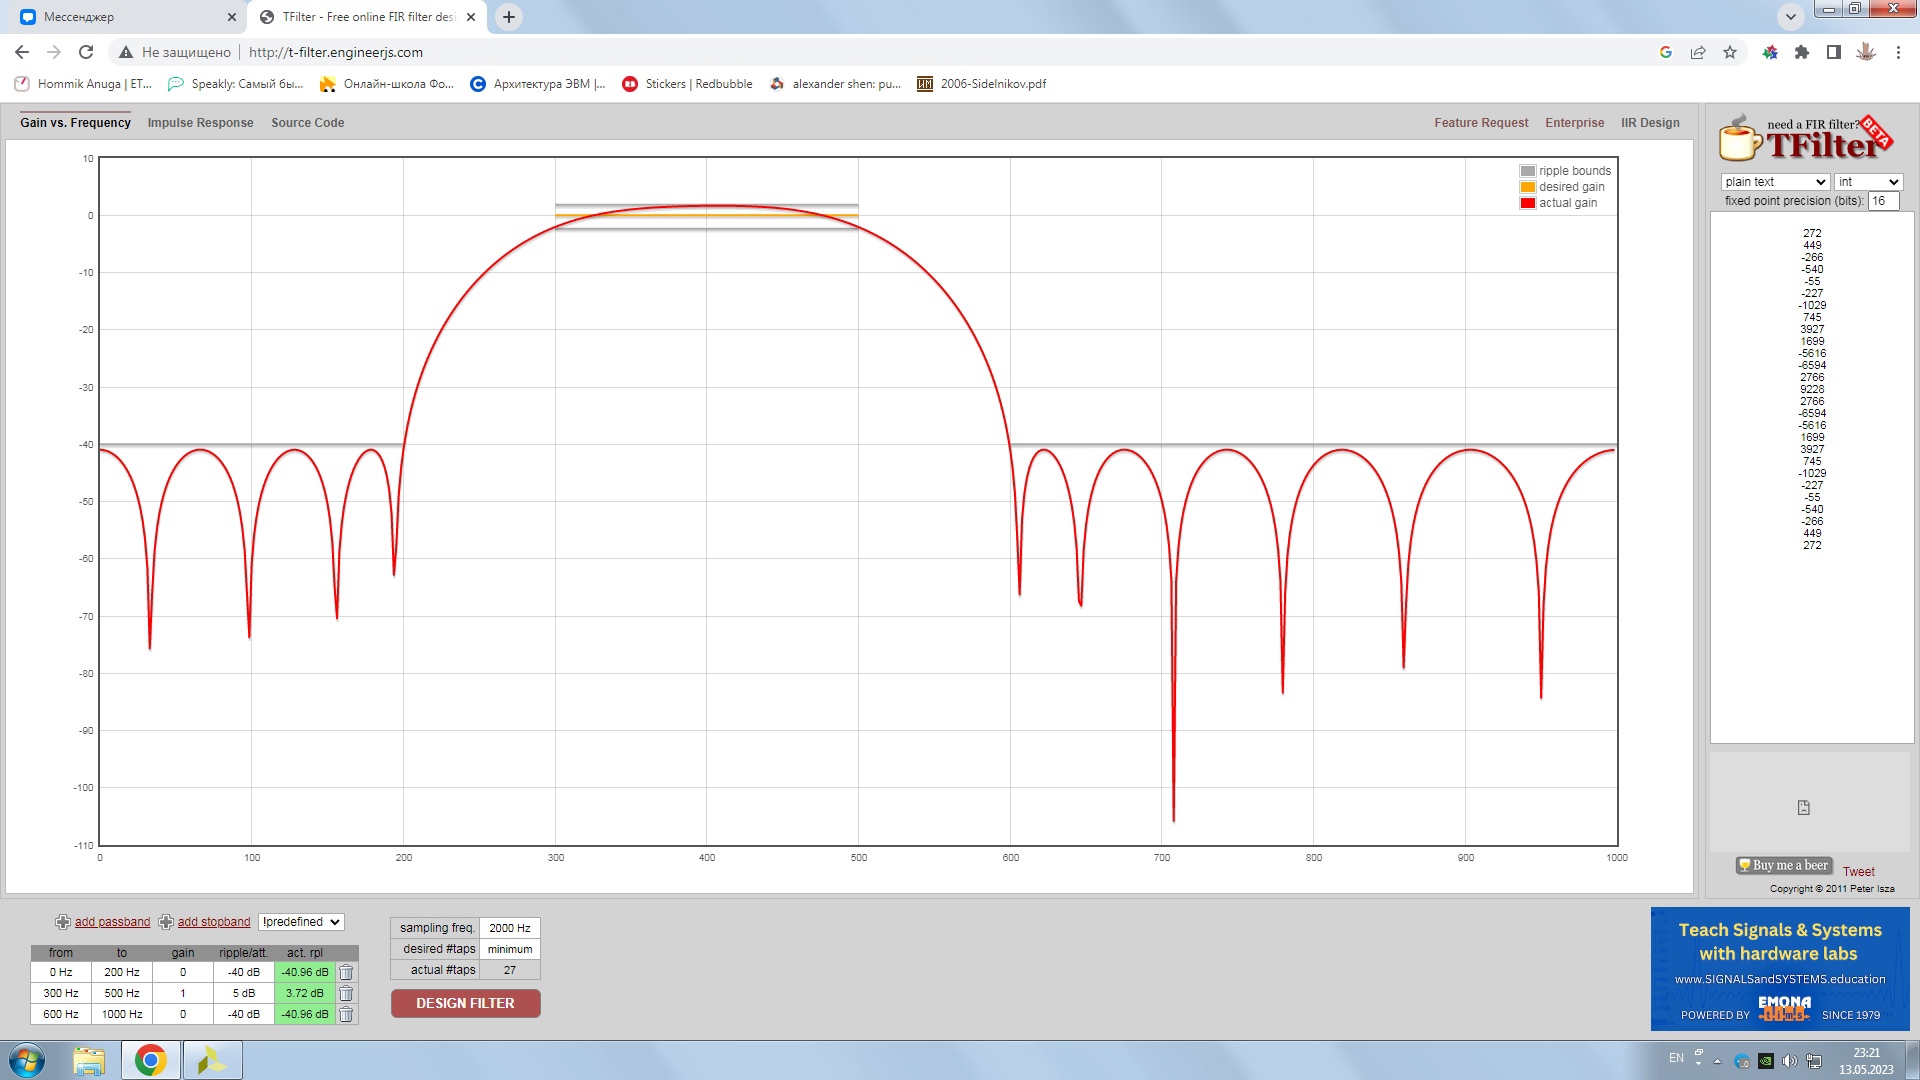 Мессенджер
TFilter - Free online FIR filter desi
Не защищено
http://t-filter.engineerjs.com
Hommik Anuga | ET...
Speakly: Самый бы...
Онлайн-школа Фо...
Архитектура ЭВМ |...
Stickers | Redbubble
alexander shen: pu...
2006-Sidelnikov.pdf
Gain vs. Frequency
Impulse Response
Source Code
Feature Request
Enterprise
IIR Design
need a FIR filter?
TFilter
BETA
plain text
int
fixed point precision (bits): 16
10
0
-10
-20
-30
-40
-50
-60
-70
-80
-90
-100
-110
0 100 200 300 400 500 600 700 800 900 1000
ripple bounds
desired gain
actual gain
272
449
-266
-540
-55
-227
-1029
745
3927
1699
-5616
-6594
2766
9228
2766
-6594
-5616
1699
3927
745
-1029
-227
-55
-540
-266
449
272
Buy me a beer
Tweet
Copyright © 2011 Peter Isza
add passband
add stopband
!predefined
from to gain ripple/att. act. rpl
0 Hz 200 Hz 0 -40 dB -40.96 dB
300 Hz 500 Hz 1 5 dB 3.72 dB
600 Hz 1000 Hz 0 -40 dB -40.96 dB
sampling freq. 2000 Hz
desired #taps minimum
actual #taps 27
DESIGN FILTER
Teach Signals & Systems
with hardware labs
www.SIGNALSandSYSTEMS.education
POWERED BY EMONA tims SINCE 1979
EN
23:21
13.05.2023